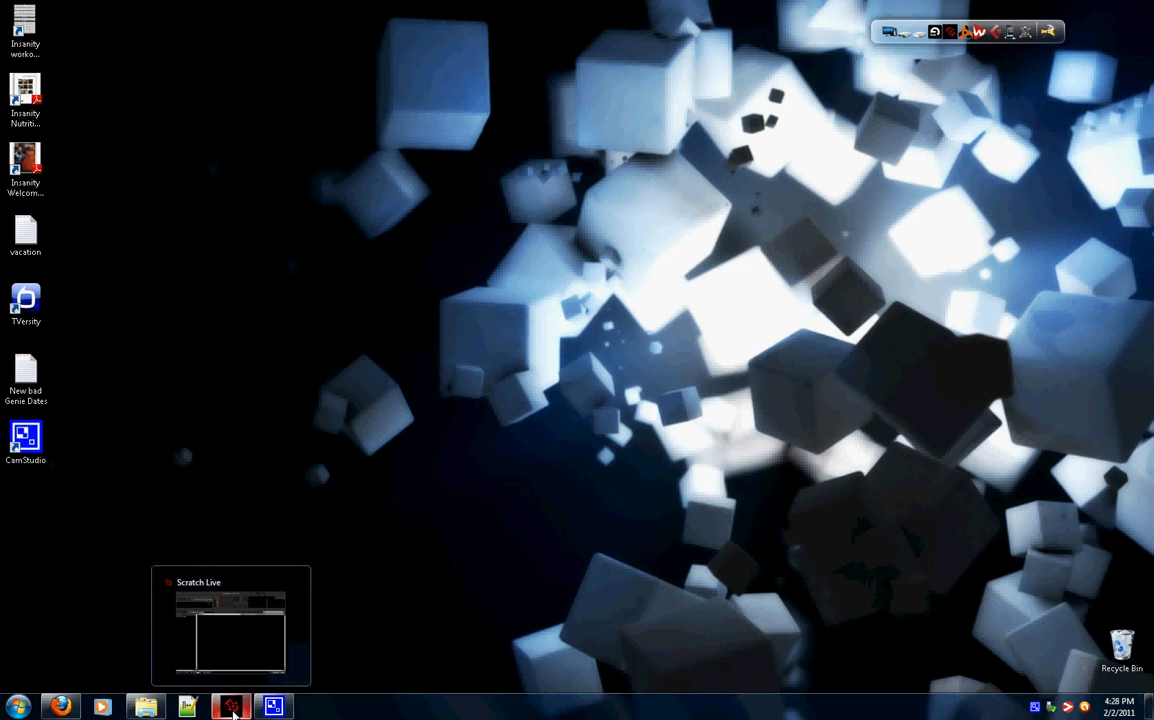 Insanity
worko...
Insanity
Nutriti...
Insanity
Welcom...
vacation
TVersity
New bad
Genie Dates
CamStudio
Scratch Live
Recycle Bin
4:28 PM
2/2/2011